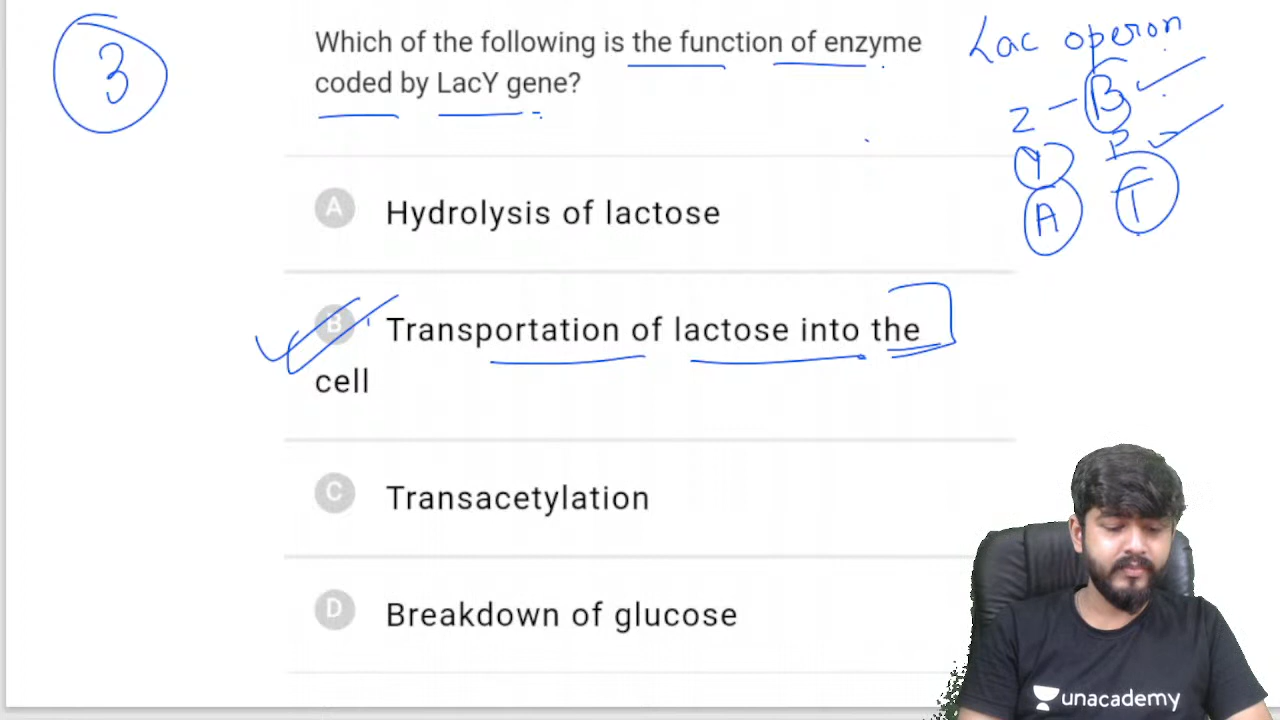 3
Which of the following is the function of enzyme
coded by LacY gene?
Lac operon
Z - B
Y P
A T
A Hydrolysis of lactose
B Transportation of lactose into the
cell
C Transacetylation
D Breakdown of glucose
unacademy